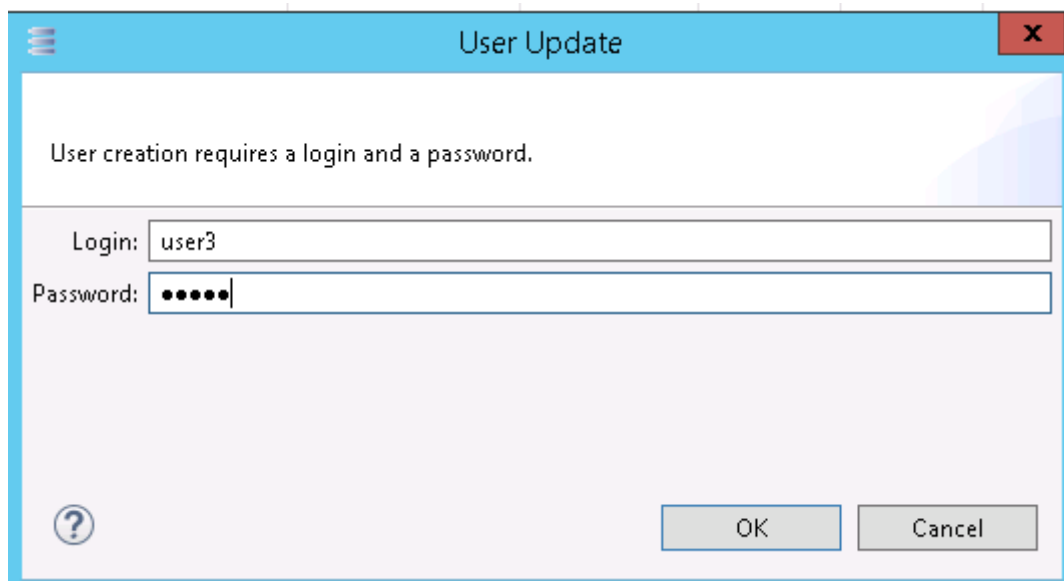 User Update
x
User creation requires a login and a password.
Login: user3
Password: •••••
?
OK Cancel